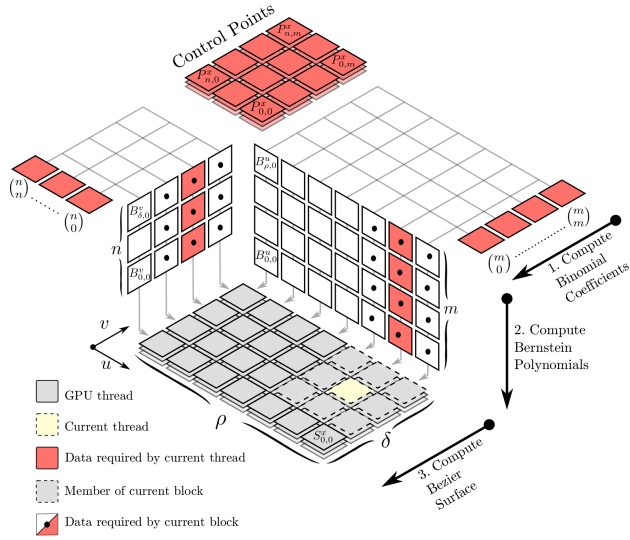 Control Points
P^x_{n,m}
P^x_{n,0}
P^x_{0,m}
P^x_{0,0}
B^v_{δ,0}
B^u_{ρ,0}
(n n)
(n 0)
n
B^v_{0,0}
B^u_{0,0}
(m m)
(m 0)
m
1. Compute
Binomial
Coefficients
v
u
2. Compute
Bernstein
Polynomials
ρ
δ
S^x_{0,0}
3. Compute
Bezier
Surface
GPU thread
Current thread
Data required by current thread
Member of current block
Data required by current block